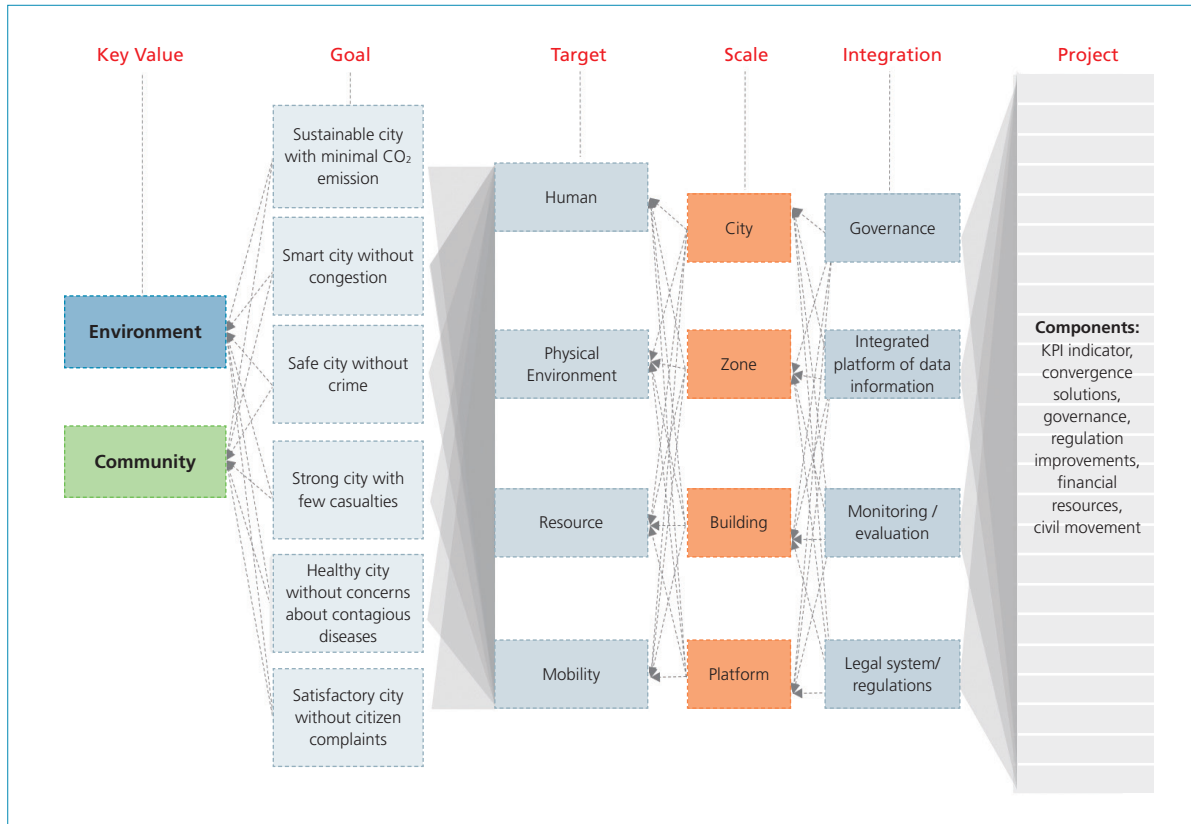 Key Value
Goal
Target
Scale
Integration
Project
Environment
Community
Sustainable city
with minimal CO₂
emission
Smart city without
congestion
Safe city without
crime
Strong city with
few casualties
Healthy city
without concerns
about contagious
diseases
Satisfactory city
without citizen
complaints
Human
Physical
Environment
Resource
Mobility
City
Zone
Building
Platform
Governance
Integrated
platform of data
information
Monitoring /
evaluation
Legal system/
regulations
Components:
KPI indicator,
convergence
solutions,
governance,
regulation
improvements,
financial
resources,
civil movement